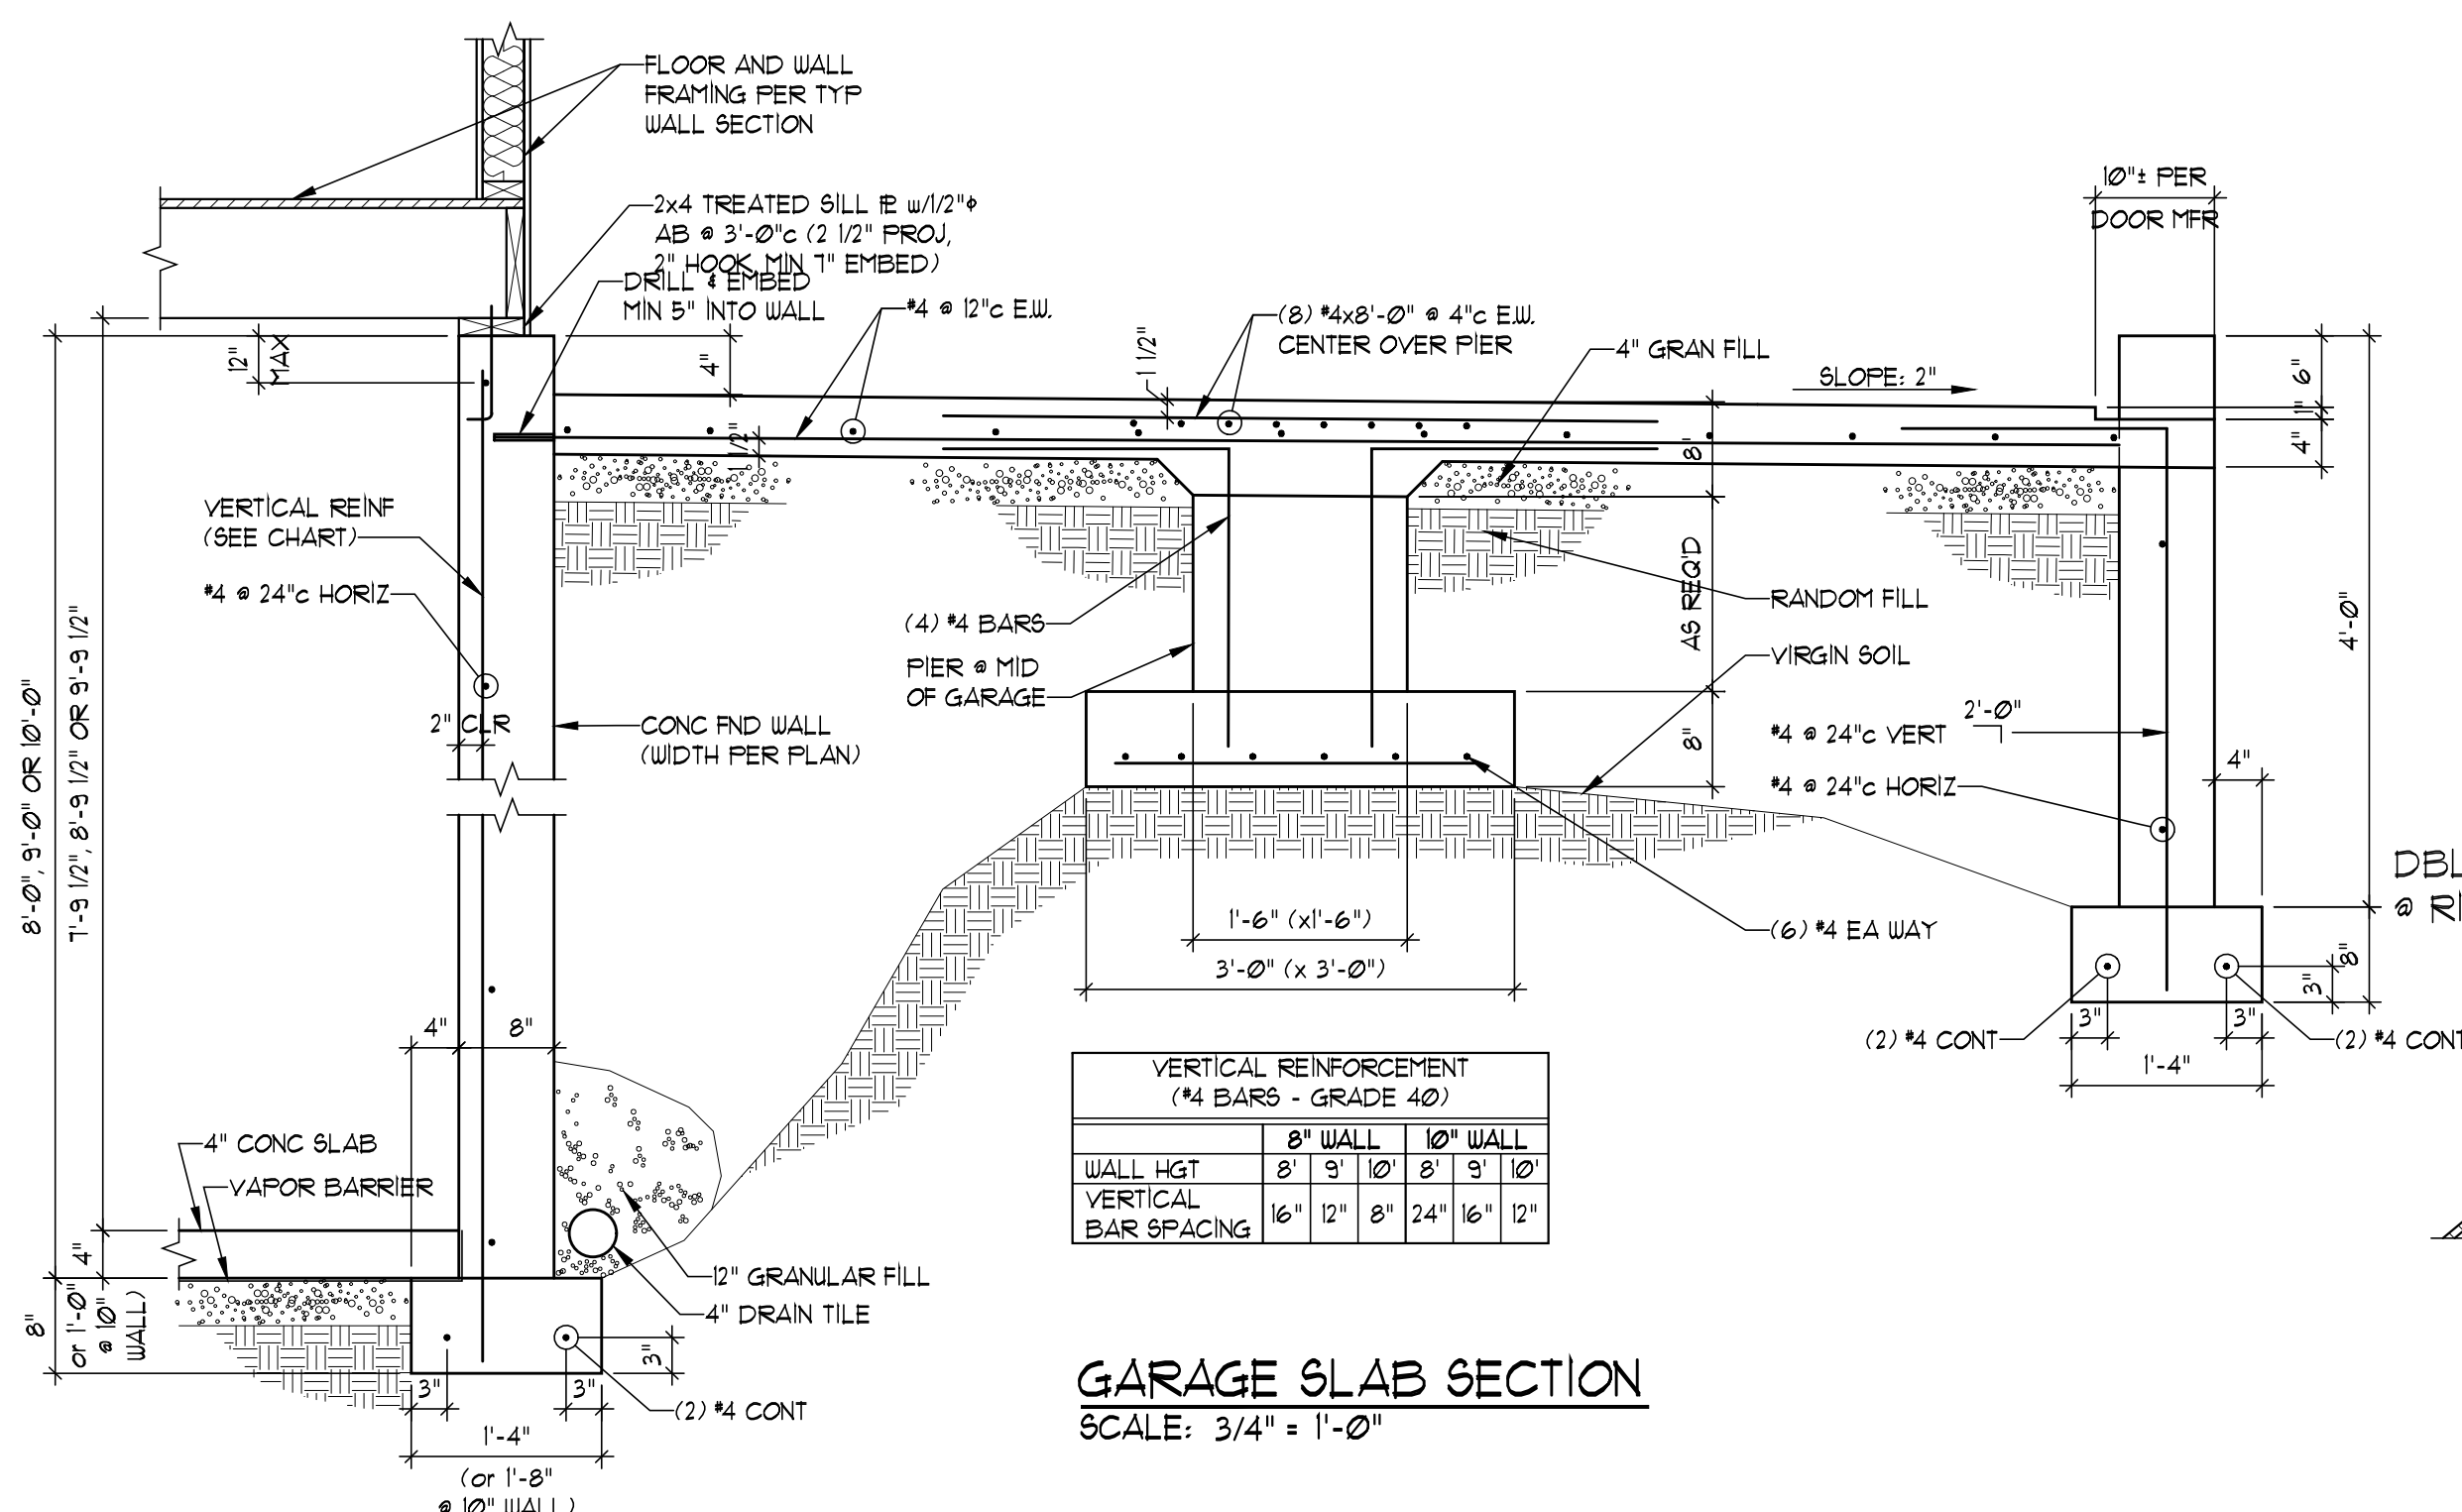 FLOOR AND WALL
FRAMING PER TYP
WALL SECTION
2x4 TREATED SILL PL w/1/2"φ
AB @ 3'-0"c (2 1/2" PROJ,
2" HOOK, MIN 7" EMBED)
DRILL & EMBED
MIN 5" INTO WALL
#4 @ 12"c E.W.
(8) #4x8'-0" @ 4"c E.W.
CENTER OVER PIER
4" GRAN FILL
SLOPE: 2"
10"± PER
DOOR MFR
12"
MAX
4"
1 1/2"
1 1/2"
8"
6"
1"
4"
VERTICAL REINF
(SEE CHART)
#4 @ 24"c HORIZ
2" CLR
CONC FND WALL
(WIDTH PER PLAN)
(4) #4 BARS
PIER @ MID
OF GARAGE
AS REQ'D
8"
RANDOM FILL
VIRGIN SOIL
2'-0"
#4 @ 24"c VERT
#4 @ 24"c HORIZ
4"
4'-0"
8'-0", 9'-0" OR 10'-0"
7'-9 1/2", 8'-9 1/2" OR 9'-9 1/2"
1'-6" (x1'-6")
3'-0" (x 3'-0")
(6) #4 EA WAY
DBL
@ RI
8"
3"
3"
3"
(2) #4 CONT
(2) #4 CONT
1'-4"
4"
8"
4" CONC SLAB
VAPOR BARRIER
4"
8"
or 1'-0"
@ 10"
WALL)
12" GRANULAR FILL
4" DRAIN TILE
3"
3"
3"
(2) #4 CONT
1'-4"
(or 1'-8"
@ 10" WALL)
VERTICAL REINFORCEMENT
(#4 BARS - GRADE 40)
8" WALL 10" WALL
WALL HGT 8' 9' 10' 8' 9' 10'
VERTICAL
BAR SPACING 16" 12" 8" 24" 16" 12"
GARAGE SLAB SECTION
SCALE: 3/4" = 1'-0"